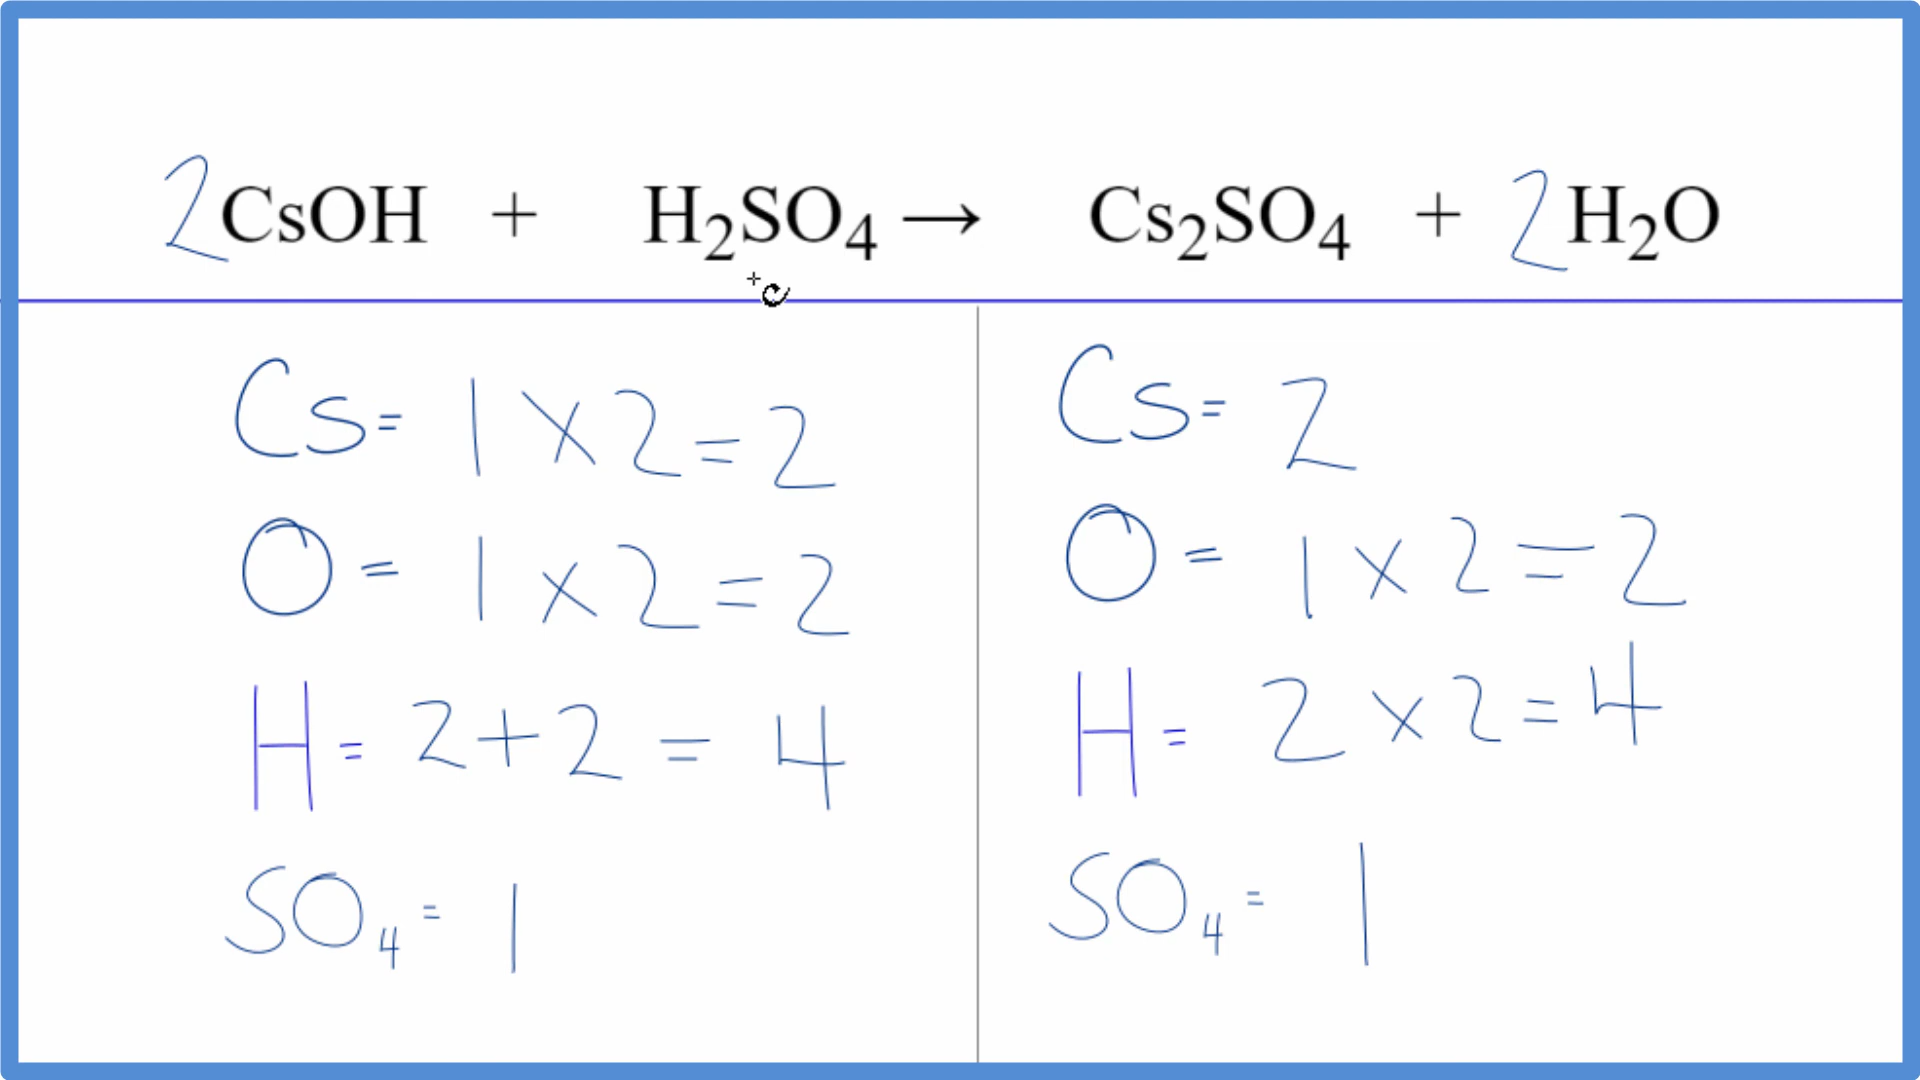 2CsOH + H₂SO₄ → Cs₂SO₄ + 2H₂O
Cs= 1 x 2 = 2
O = 1 x 2 = 2
H = 2 + 2 = 4
SO₄ = 1
Cs= 2
O = 1 x 2 = 2
H = 2 x 2 = 4
SO₄ = 1